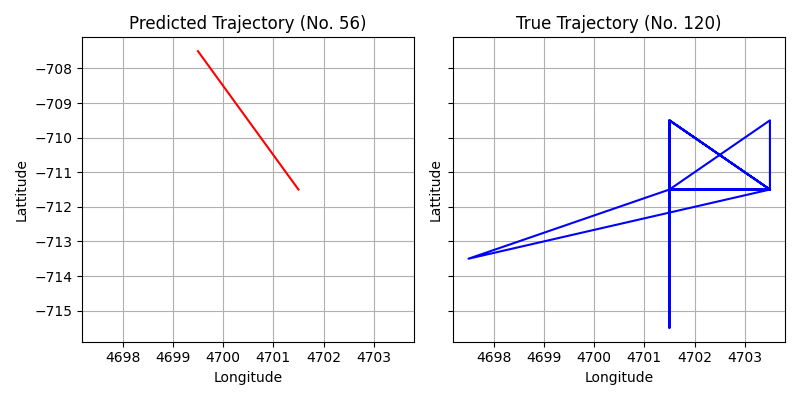 Predicted Trajectory (No. 56)
True Trajectory (No. 120)
Lattitude
−708
−709
−710
−711
−712
−713
−714
−715
4698 4699 4700 4701 4702 4703
Longitude
Lattitude
4698 4699 4700 4701 4702 4703
Longitude